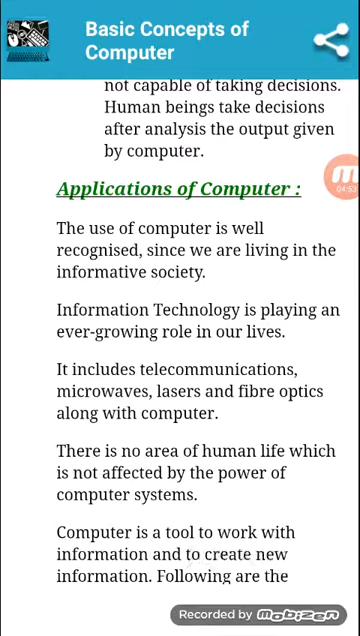 Basic Concepts of
Computer
not capable of taking decisions.
Human beings take decisions
after analysis the output given
by computer.
Applications of Computer :
04:53
The use of computer is well
recognised, since we are living in the
informative society.
Information Technology is playing an
ever-growing role in our lives.
It includes telecommunications,
microwaves, lasers and fibre optics
along with computer.
There is no area of human life which
is not affected by the power of
computer systems.
Computer is a tool to work with
information and to create new
information. Following are the
Recorded by mobizen